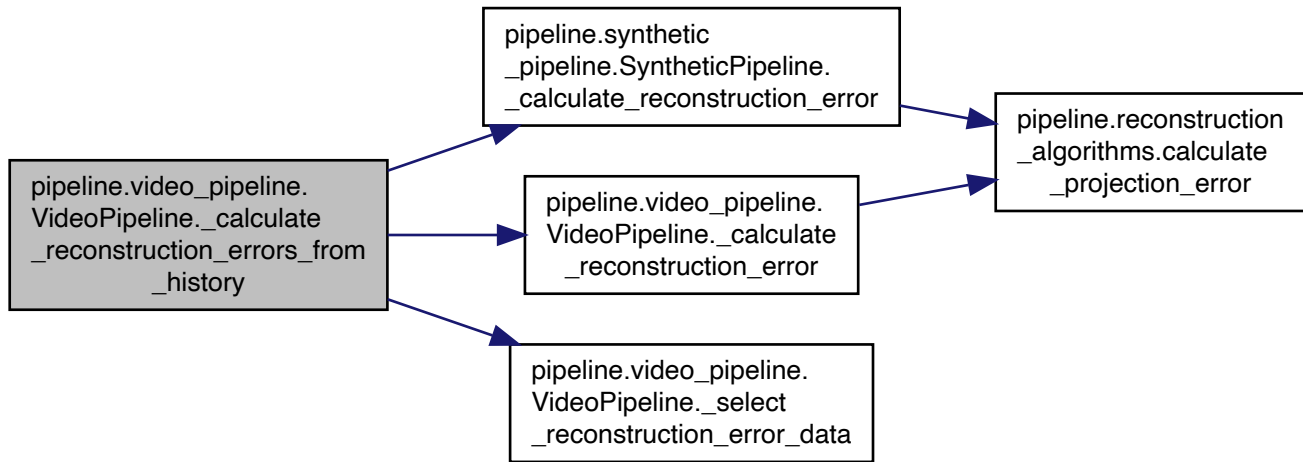 pipeline.video_pipeline.
VideoPipeline._calculate
_reconstruction_errors_from
_history
pipeline.synthetic
_pipeline.SyntheticPipeline.
_calculate_reconstruction_error
pipeline.video_pipeline.
VideoPipeline._calculate
_reconstruction_error
pipeline.video_pipeline.
VideoPipeline._select
_reconstruction_error_data
pipeline.reconstruction
_algorithms.calculate
_projection_error